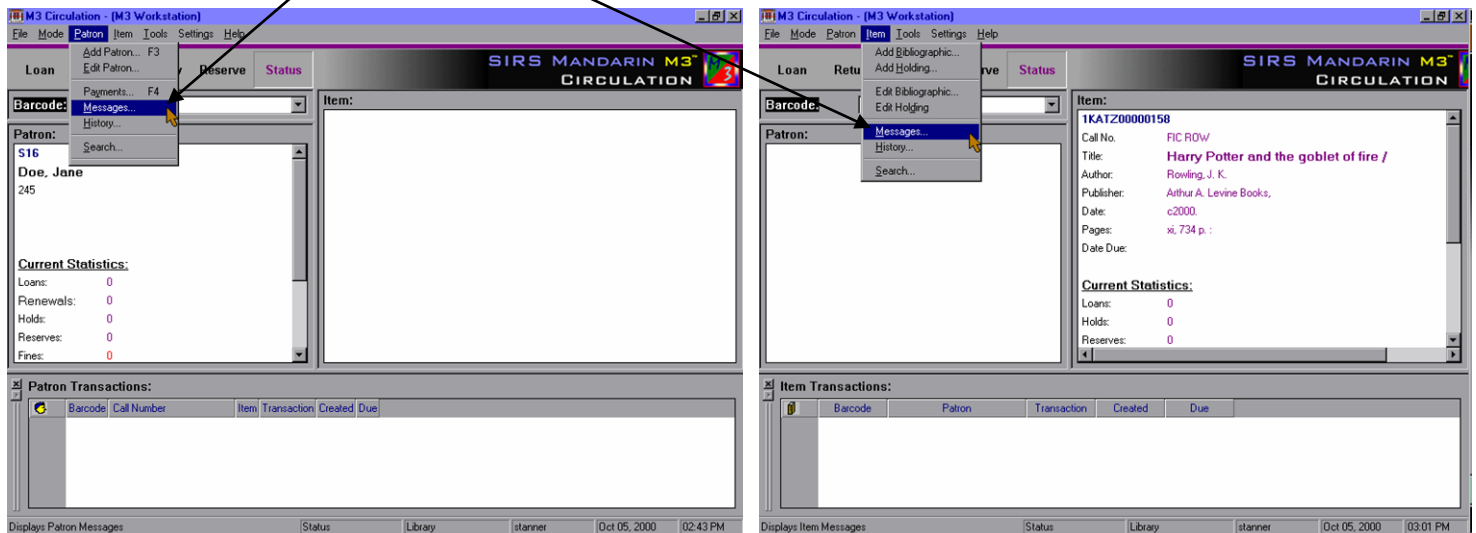 M3 Circulation - (M3 Workstation)
File Mode Patron Item Tools Settings Help
Add Patron... F3
Edit Patron...
Payments... F4
Messages...
History...
Search...
Loan Reserve Status
SIRS MANDARIN M3™
CIRCULATION
Barcode:
Patron:
S16
Doe, Jane
245
Current Statistics:
Loans: 0
Renewals: 0
Holds: 0
Reserves: 0
Fines: 0
Item:
Patron Transactions:
Barcode Call Number Item Transaction Created Due
Displays Patron Messages Status Library stanner Oct 05, 2000 02:43 PM
M3 Circulation - (M3 Workstation)
File Mode Patron Item Tools Settings Help
Add Bibliographic...
Add Holding...
Edit Bibliographic...
Edit Holding
Messages...
History...
Search...
Loan Retu rve Status
SIRS MANDARIN M3™
CIRCULATION
Barcode:
Patron:
Item:
1KATZ00000158
Call No. FIC ROW
Title: Harry Potter and the goblet of fire /
Author: Rowling, J. K.
Publisher: Arthur A. Levine Books,
Date: c2000.
Pages: xi, 734 p. :
Date Due:
Current Statistics:
Loans: 0
Holds: 0
Reserves: 0
Item Transactions:
Barcode Patron Transaction Created Due
Displays Item Messages Status Library stanner Oct 05, 2000 03:01 PM